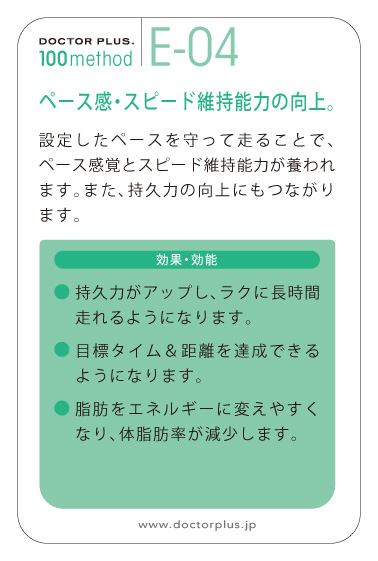 DOCTOR PLUS.
100method
E-04
ペース感・スピード維持能力の向上。
設定したペースを守って走ることで、
ペース感覚とスピード維持能力が養われ
ます。また、持久力の向上にもつながり
ます。
効果・効能
● 持久力がアップし、ラクに長時間
走れるようになります。
● 目標タイム＆距離を達成できる
ようになります。
● 脂肪をエネルギーに変えやすく
なり、体脂肪率が減少します。
www.doctorplus.jp